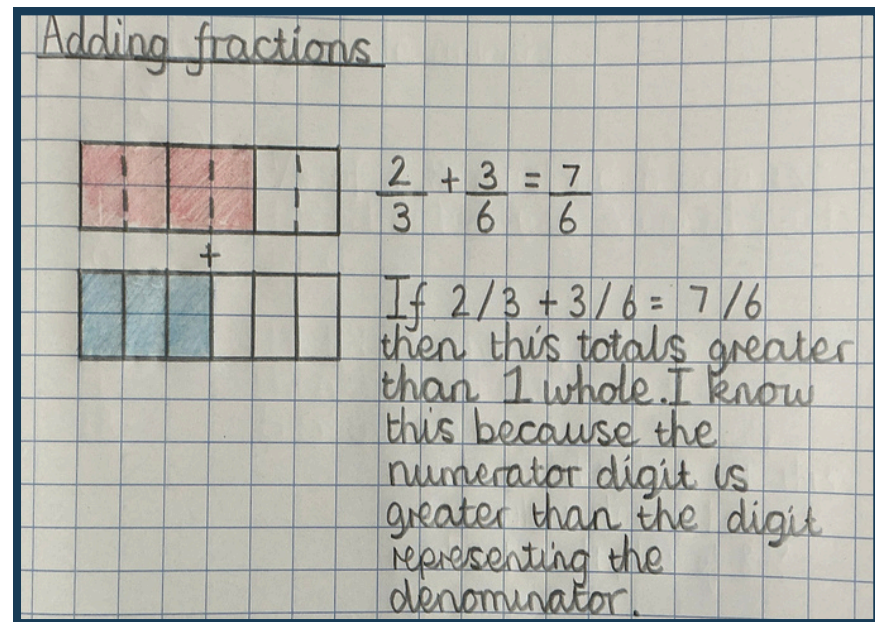 Adding fractions
2/3 + 3/6 = 7/6
+
If 2/3 + 3/6 = 7/6
then this totals greater
than 1 whole. I know
this because the
numerator digit is
greater than the digit
representing the
denominator.